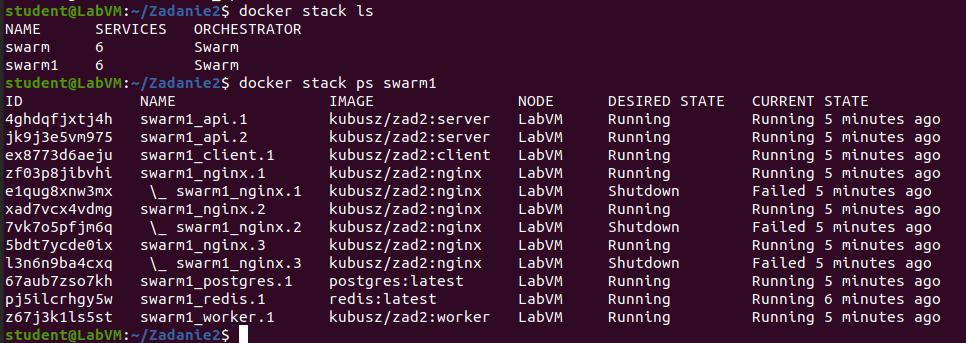 student@LabVM:~/Zadanie2$ docker stack ls
NAME      SERVICES   ORCHESTRATOR
swarm     6          Swarm
swarm1    6          Swarm
student@LabVM:~/Zadanie2$ docker stack ps swarm1
ID             NAME                 IMAGE                NODE      DESIRED STATE   CURRENT STATE
4ghdqfjxtj4h   swarm1_api.1         kubusz/zad2:server   LabVM     Running         Running 5 minutes ago
jk9j3e5vm975   swarm1_api.2         kubusz/zad2:server   LabVM     Running         Running 5 minutes ago
ex8773d6aeju   swarm1_client.1      kubusz/zad2:client   LabVM     Running         Running 5 minutes ago
zf03p8jibvhi   swarm1_nginx.1       kubusz/zad2:nginx    LabVM     Running         Running 5 minutes ago
e1qug8xnw3mx    \_ swarm1_nginx.1   kubusz/zad2:nginx    LabVM     Shutdown        Failed 5 minutes ago
xad7vcx4vdmg   swarm1_nginx.2       kubusz/zad2:nginx    LabVM     Running         Running 5 minutes ago
7vk7o5pfjm6q    \_ swarm1_nginx.2   kubusz/zad2:nginx    LabVM     Shutdown        Failed 5 minutes ago
5bdt7ycde0ix   swarm1_nginx.3       kubusz/zad2:nginx    LabVM     Running         Running 5 minutes ago
l3n6n9ba4cxq    \_ swarm1_nginx.3   kubusz/zad2:nginx    LabVM     Shutdown        Failed 5 minutes ago
67aub7zso7kh   swarm1_postgres.1    postgres:latest      LabVM     Running         Running 5 minutes ago
pj5ilcrhgy5w   swarm1_redis.1       redis:latest         LabVM     Running         Running 6 minutes ago
z67j3k1ls5st   swarm1_worker.1      kubusz/zad2:worker   LabVM     Running         Running 5 minutes ago
student@LabVM:~/Zadanie2$